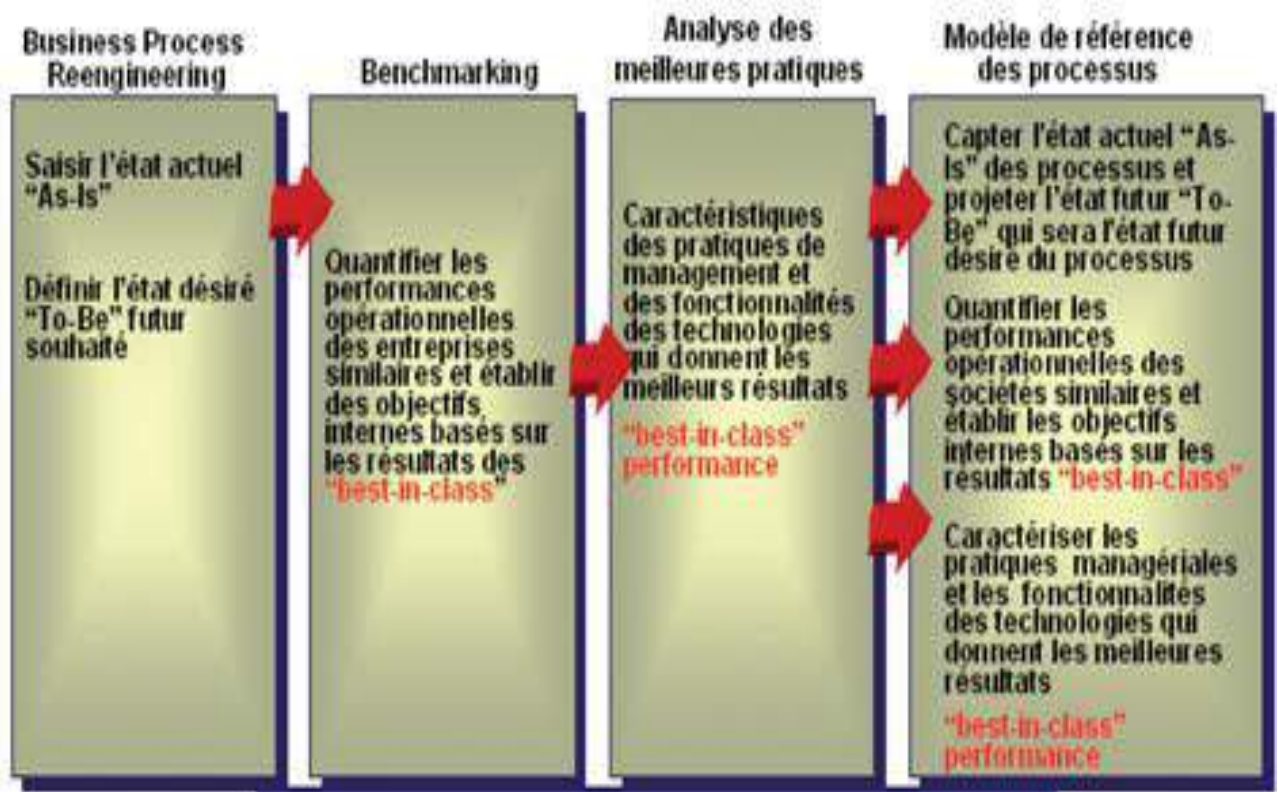 Business Process
Reengineering
Saisir l'état actuel
"As-Is"
Définir l'état désiré
"To-Be" futur
souhaité
Benchmarking
Quantifier les
performances
opérationnelles
des entreprises
similaires et établir
des objectifs
internes basés sur
les résultats des
"best-in-class"
Analyse des
meilleures pratiques
Caractéristiques
des pratiques de
management et
des fonctionnalités
des technologies
qui donnent les
meilleurs résultats
"best-in-class"
performance
Modèle de référence
des processus
Capter l'état actuel "As-
Is" des processus et
projeter l'état futur "To-
Be" qui sera l'état futur
désiré du processus
Quantifier les
performances
opérationnelles des
sociétés similaires et
établir les objectifs
internes basés sur les
résultats "best-in-class"
Caractériser les
pratiques managériales
et les fonctionnalités
des technologies qui
donnent les meilleures
résultats
"best-in-class"
performance